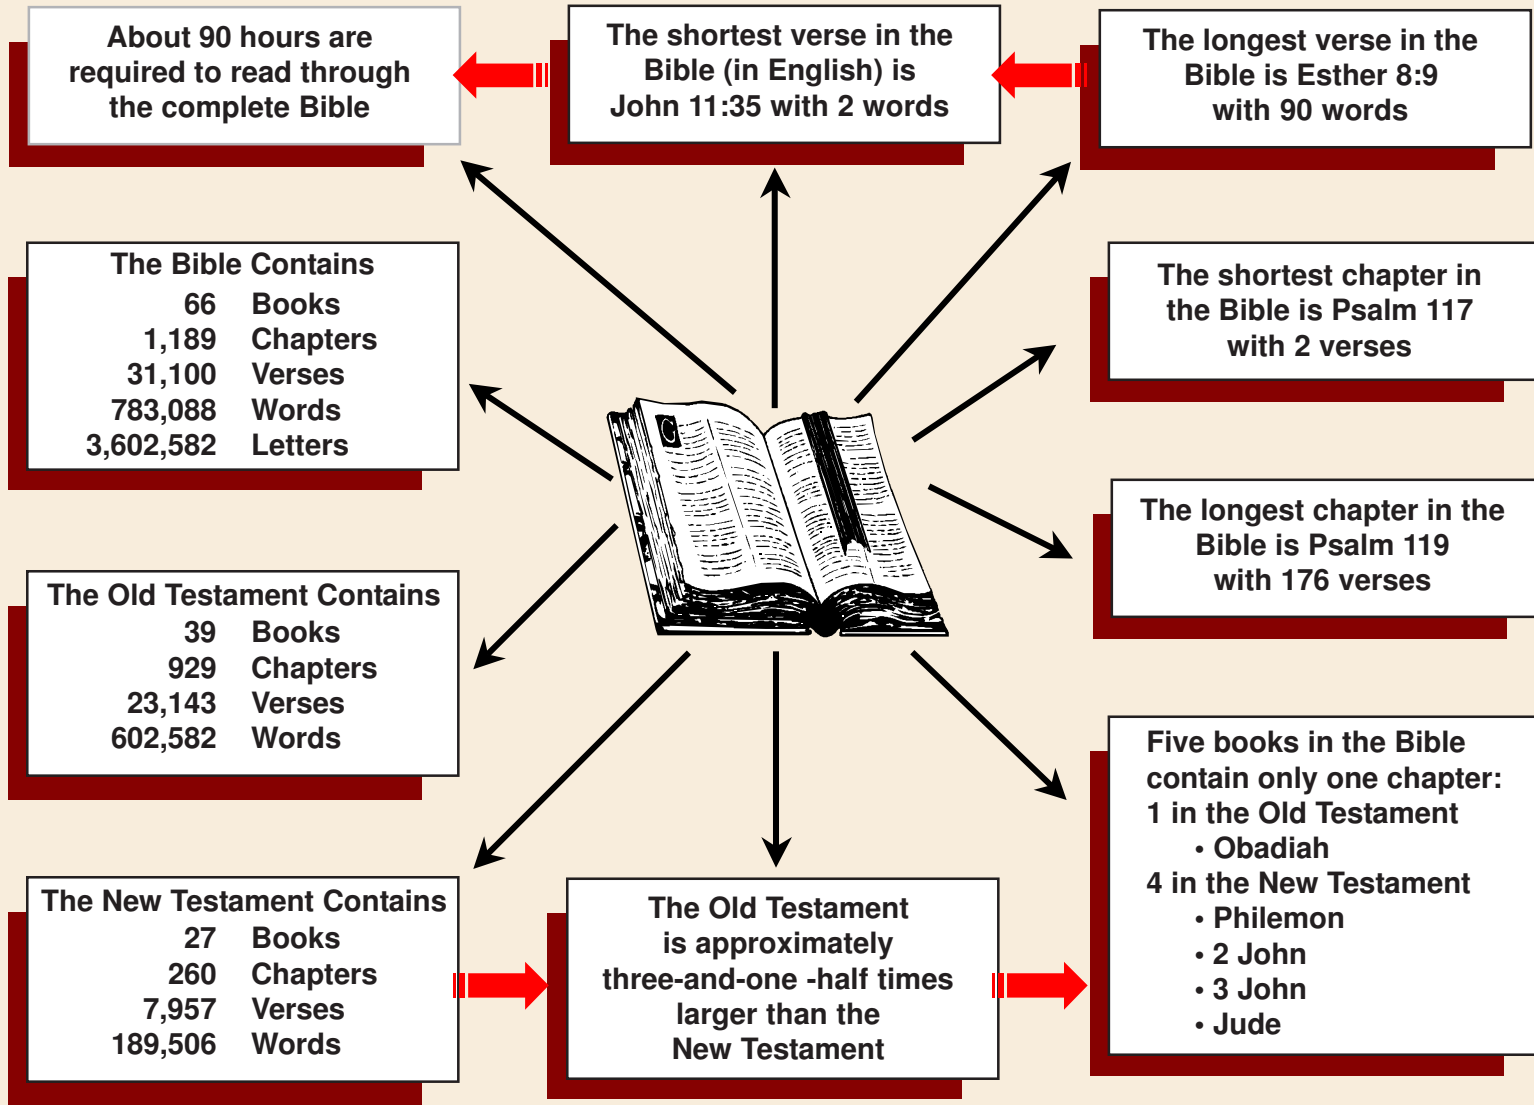 About 90 hours are
required to read through
the complete Bible
The shortest verse in the
Bible (in English) is
John 11:35 with 2 words
The longest verse in the
Bible is Esther 8:9
with 90 words
The Bible Contains
66 Books
1,189 Chapters
31,100 Verses
783,088 Words
3,602,582 Letters
The shortest chapter in
the Bible is Psalm 117
with 2 verses
The longest chapter in the
Bible is Psalm 119
with 176 verses
The Old Testament Contains
39 Books
929 Chapters
23,143 Verses
602,582 Words
The New Testament Contains
27 Books
260 Chapters
7,957 Verses
189,506 Words
The Old Testament
is approximately
three-and-one -half times
larger than the
New Testament
Five books in the Bible
contain only one chapter:
1 in the Old Testament
• Obadiah
4 in the New Testament
• Philemon
• 2 John
• 3 John
• Jude